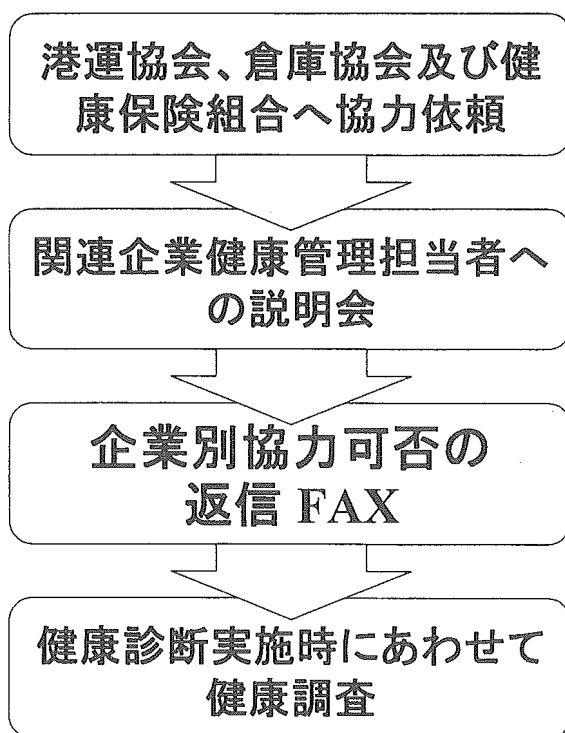 港運協会、倉庫協会及び健
康保険組合へ協力依頼
関連企業健康管理担当者へ
の説明会
企業別協力可否の
返信 FAX
健康診断実施時にあわせて
健康調査